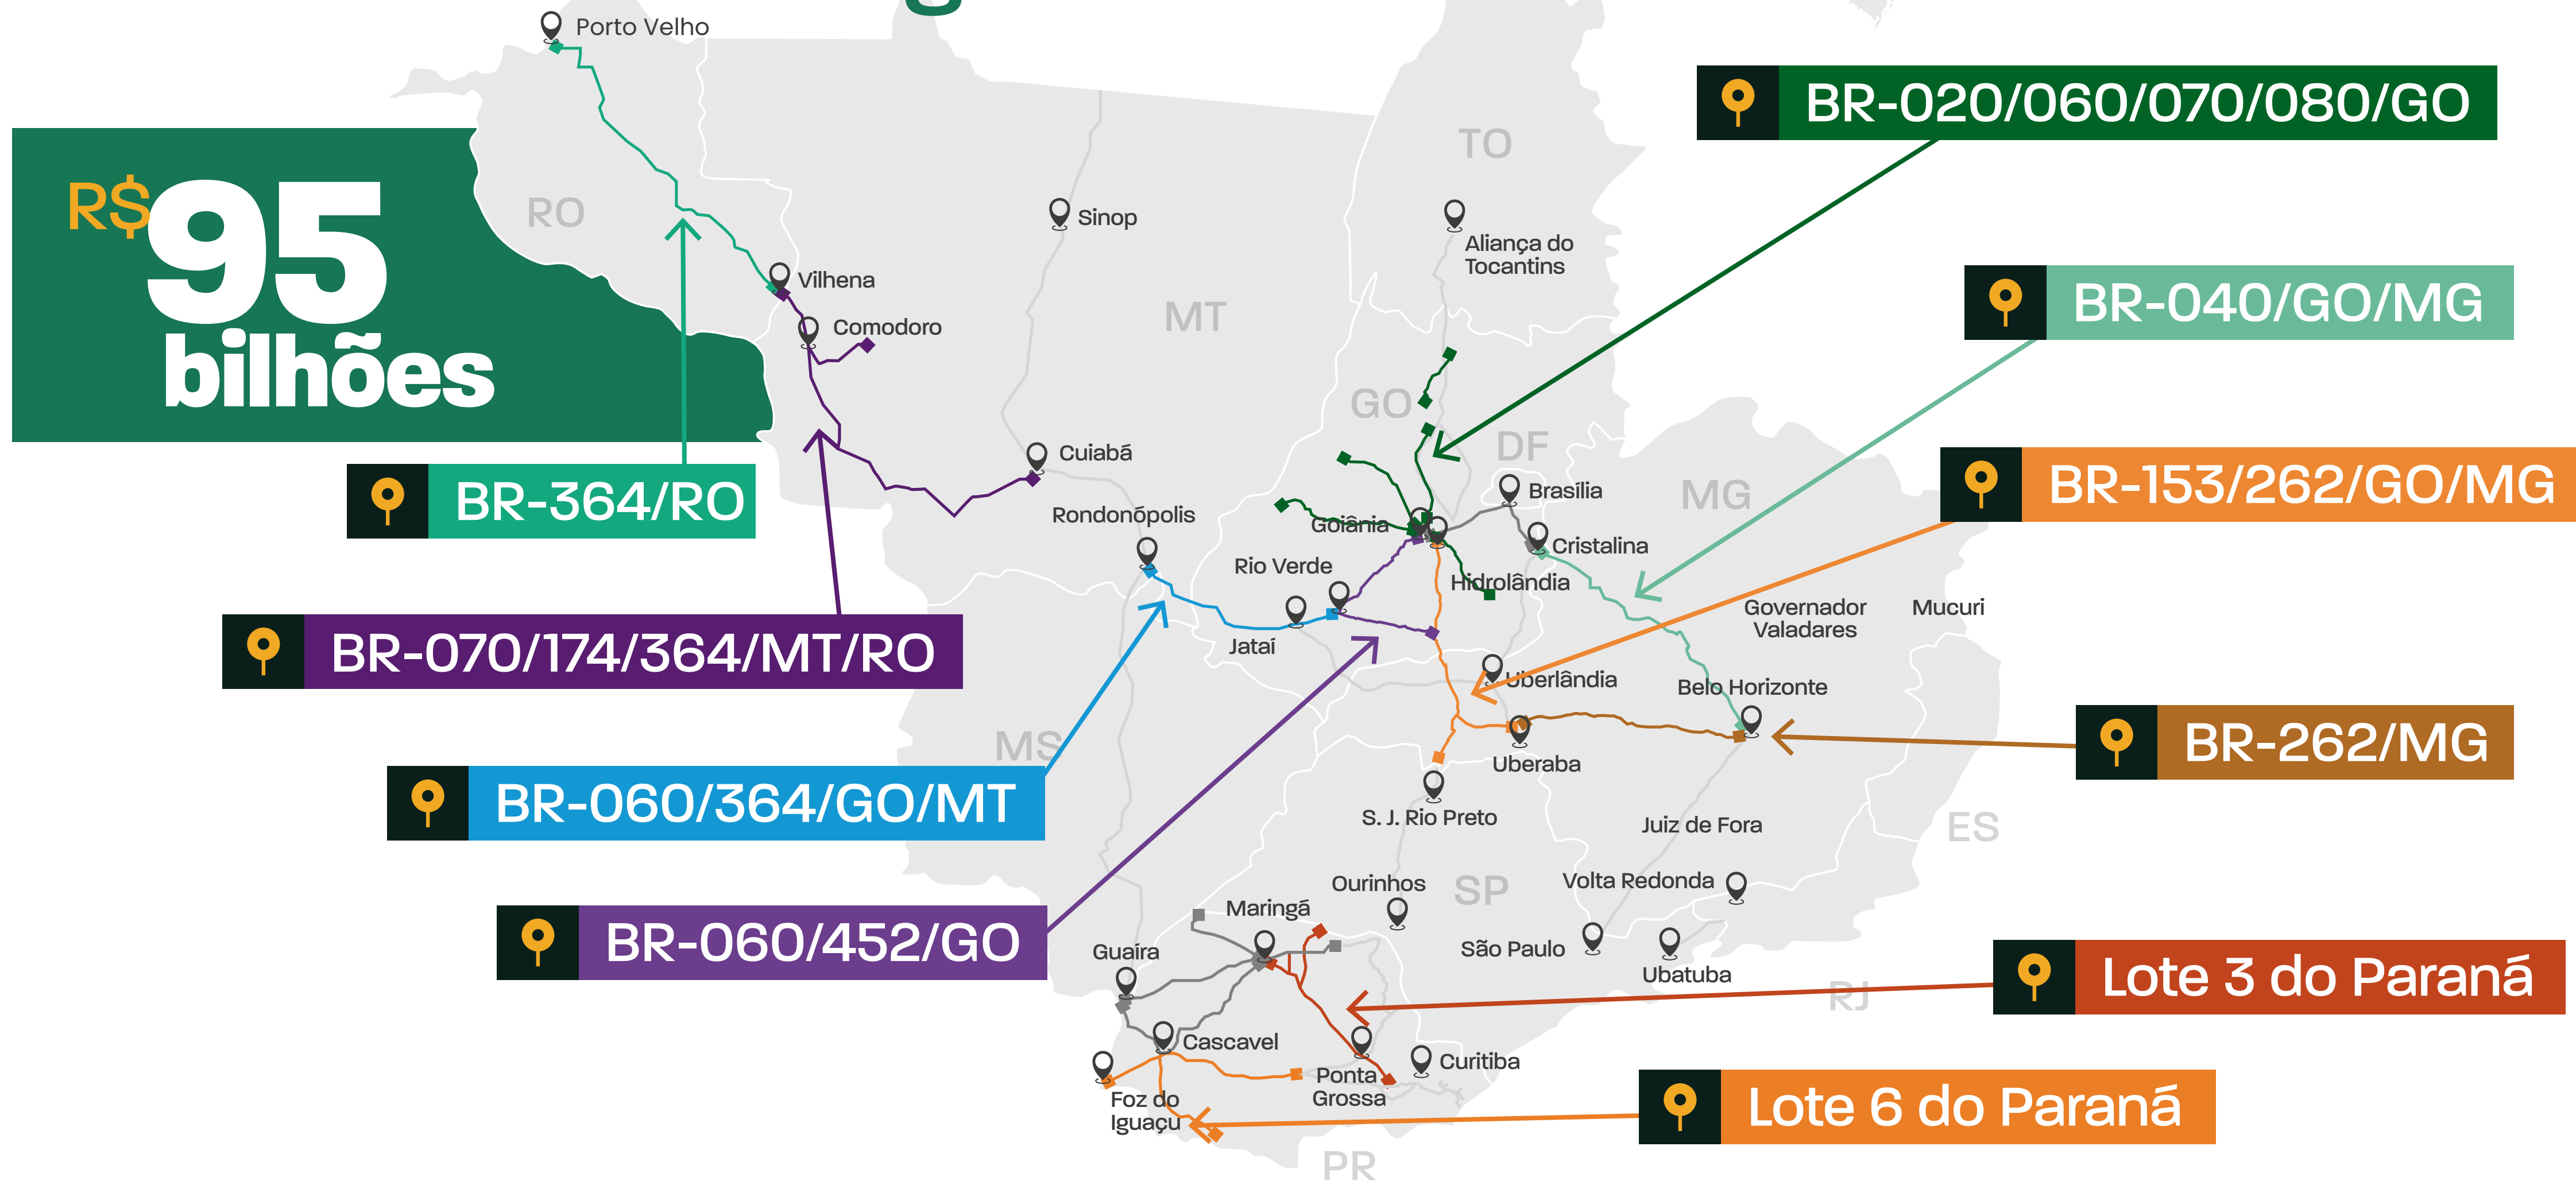 Porto Velho
BR-020/060/070/080/GO
TO
R$95
bilhões
RO
Sinop
Aliança do
Tocantins
Vilhena
BR-040/GO/MG
MT
Comodoro
GO
DF
Cuiabá
BR-364/RO
Brasília
MG
BR-153/262/GO/MG
Rondonópolis
Goiânia
Cristalina
Rio Verde
Hidrolândia
Governador
Valadares
Mucuri
Jataí
BR-070/174/364/MT/RO
Uberlândia
Belo Horizonte
MS
BR-262/MG
Uberaba
BR-060/364/GO/MT
S. J. Rio Preto
Juiz de Fora
ES
Ourinhos
SP
Volta Redonda
Maringá
BR-060/452/GO
Guaíra
São Paulo
Ubatuba
Lote 3 do Paraná
RJ
Cascavel
Curitiba
Ponta
Grossa
Foz do
Iguaçu
Lote 6 do Paraná
PR